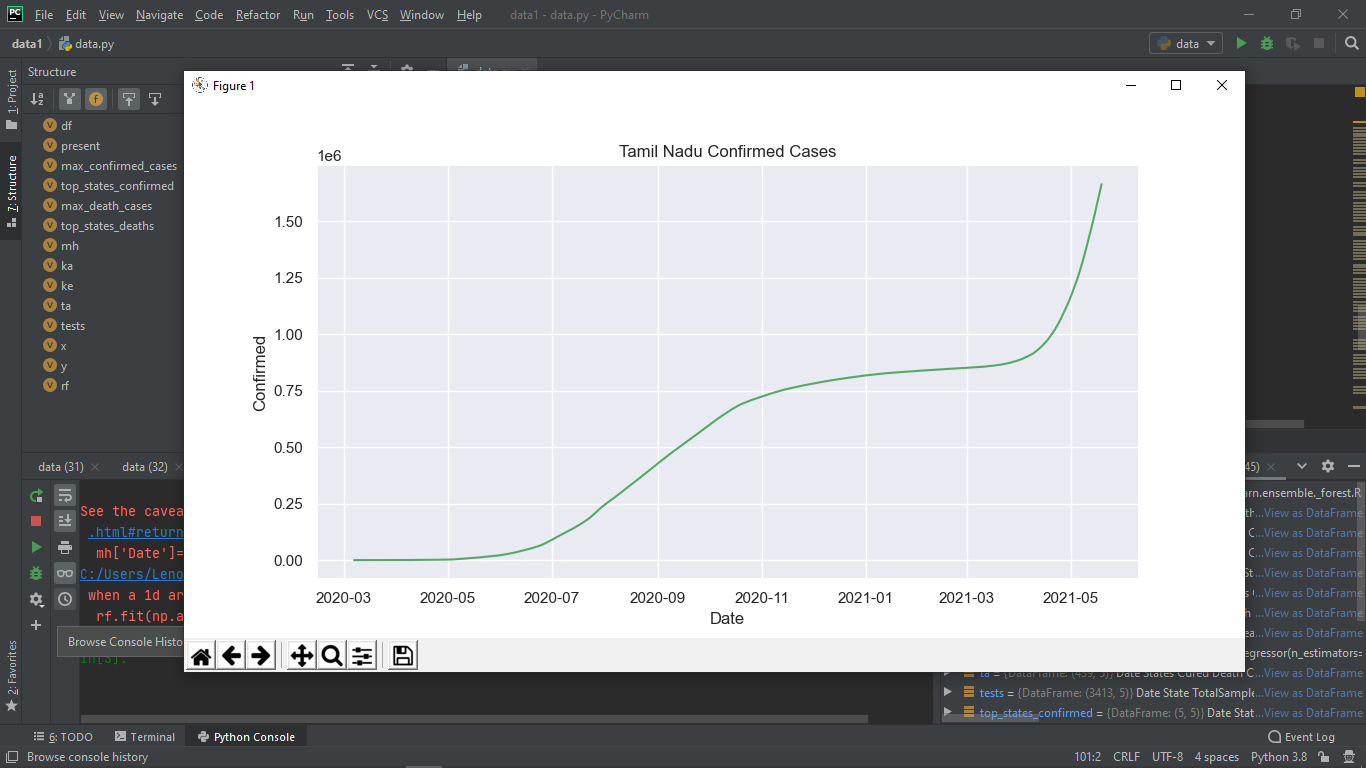 File Edit View Navigate Code Refactor Run Tools VCS Window Help data1 - data.py - PyCharm
data1 data.py data
1: Project
Structure
Figure 1
df
present
max_confirmed_cases
top_states_confirmed
max_death_cases
top_states_deaths
mh
ka
ke
ta
tests
x
y
rf
7: Structure
Tamil Nadu Confirmed Cases
1e6
1.50
1.25
1.00
0.75
0.50
0.25
0.00
Confirmed
2020-03 2020-05 2020-07 2020-09 2020-11 2021-01 2021-03 2021-05
Date
data (31) data (32) 45)
See the cavea
.html#return
mh['Date']=
C:/Users/Leno
when a 1d ar
rf.fit(np.a
Browse Console Histo
In[3]:
rn.ensemble._forest.R
...View as DataFrame
C...View as DataFrame
C...View as DataFrame
...View as DataFrame
...View as DataFrame
...View as DataFrame
...View as DataFrame
egressor(n_estimators=
ta = {DataFrame: (439, 5)} Date States Cured Death C...View as DataFrame
tests = {DataFrame: (3413, 5)} Date State TotalSample...View as DataFrame
top_states_confirmed = {DataFrame: (5, 5)} Date Stat...View as DataFrame
2: Favorites
6: TODO Terminal Python Console Event Log
Browse console history 101:2 CRLF UTF-8 4 spaces Python 3.8